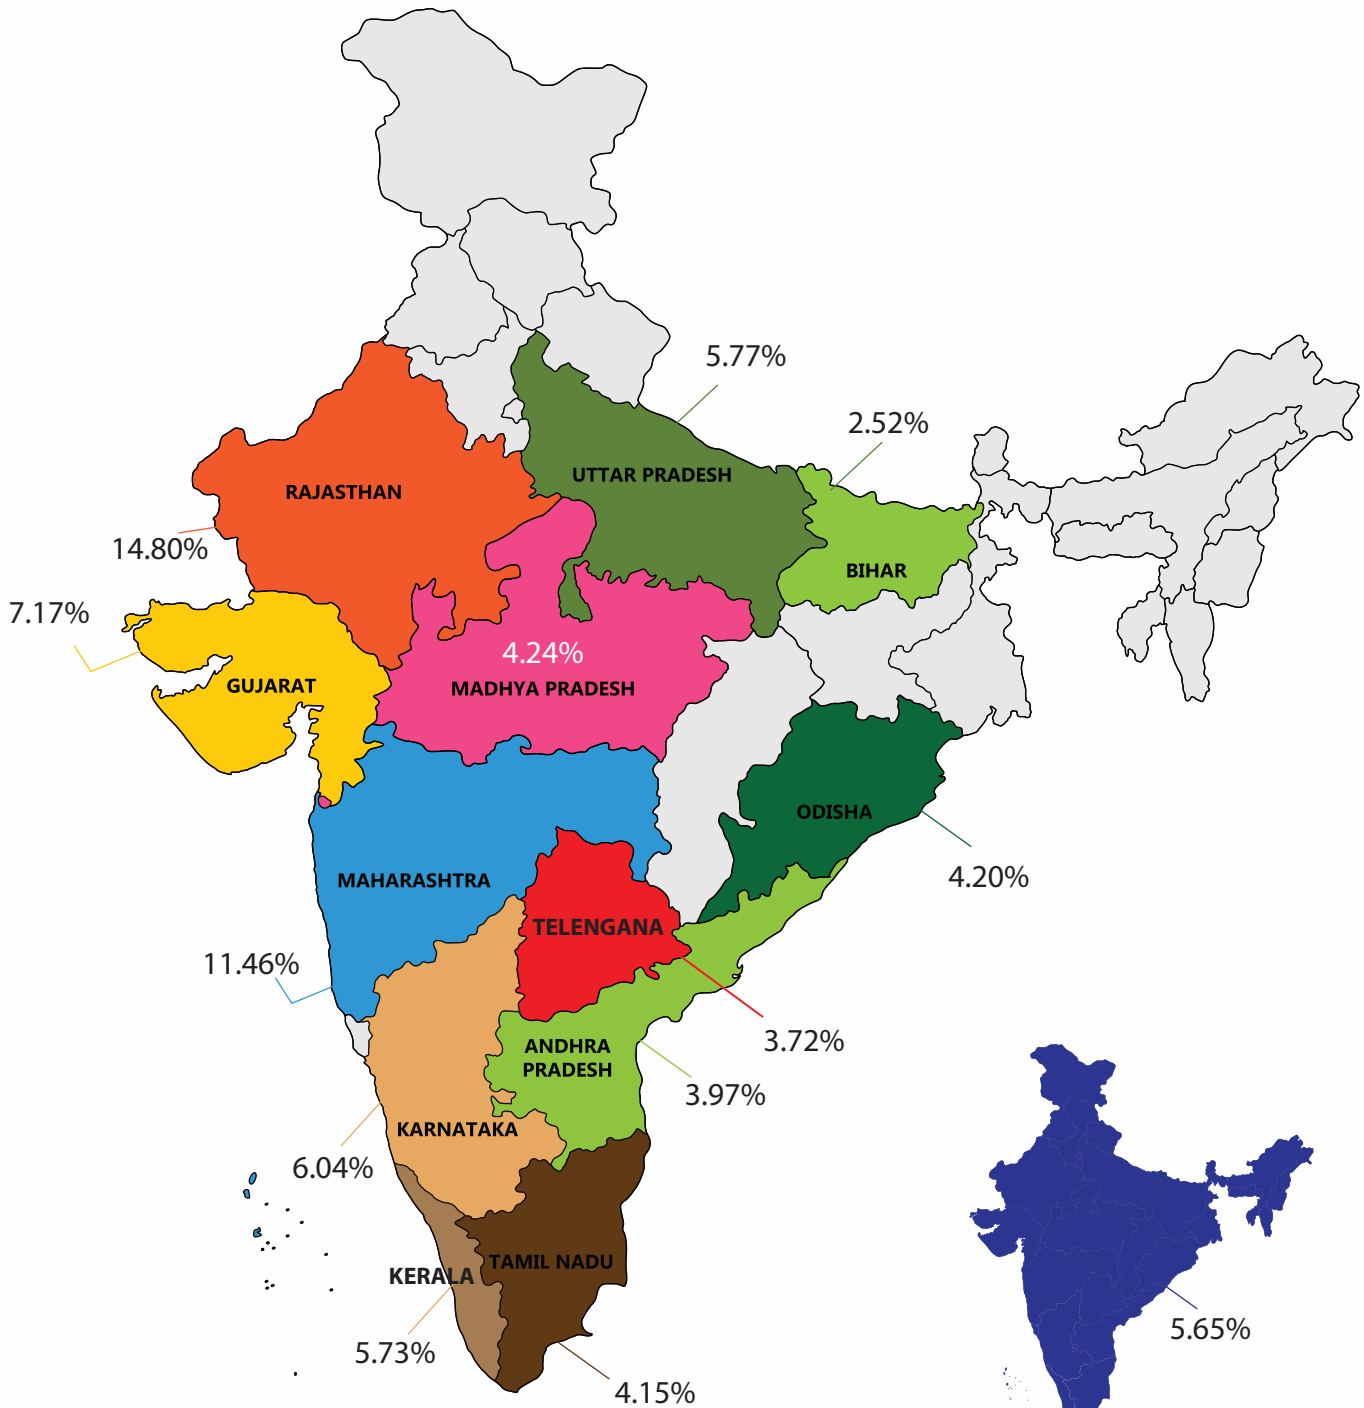 5.77%
2.52%
UTTAR PRADESH
RAJASTHAN
14.80%
BIHAR
7.17%
4.24%
GUJARAT
MADHYA PRADESH
ODISHA
4.20%
MAHARASHTRA
TELENGANA
11.46%
3.72%
ANDHRA
PRADESH
3.97%
KARNATAKA
6.04%
TAMIL NADU
KERALA
5.65%
5.73%
4.15%